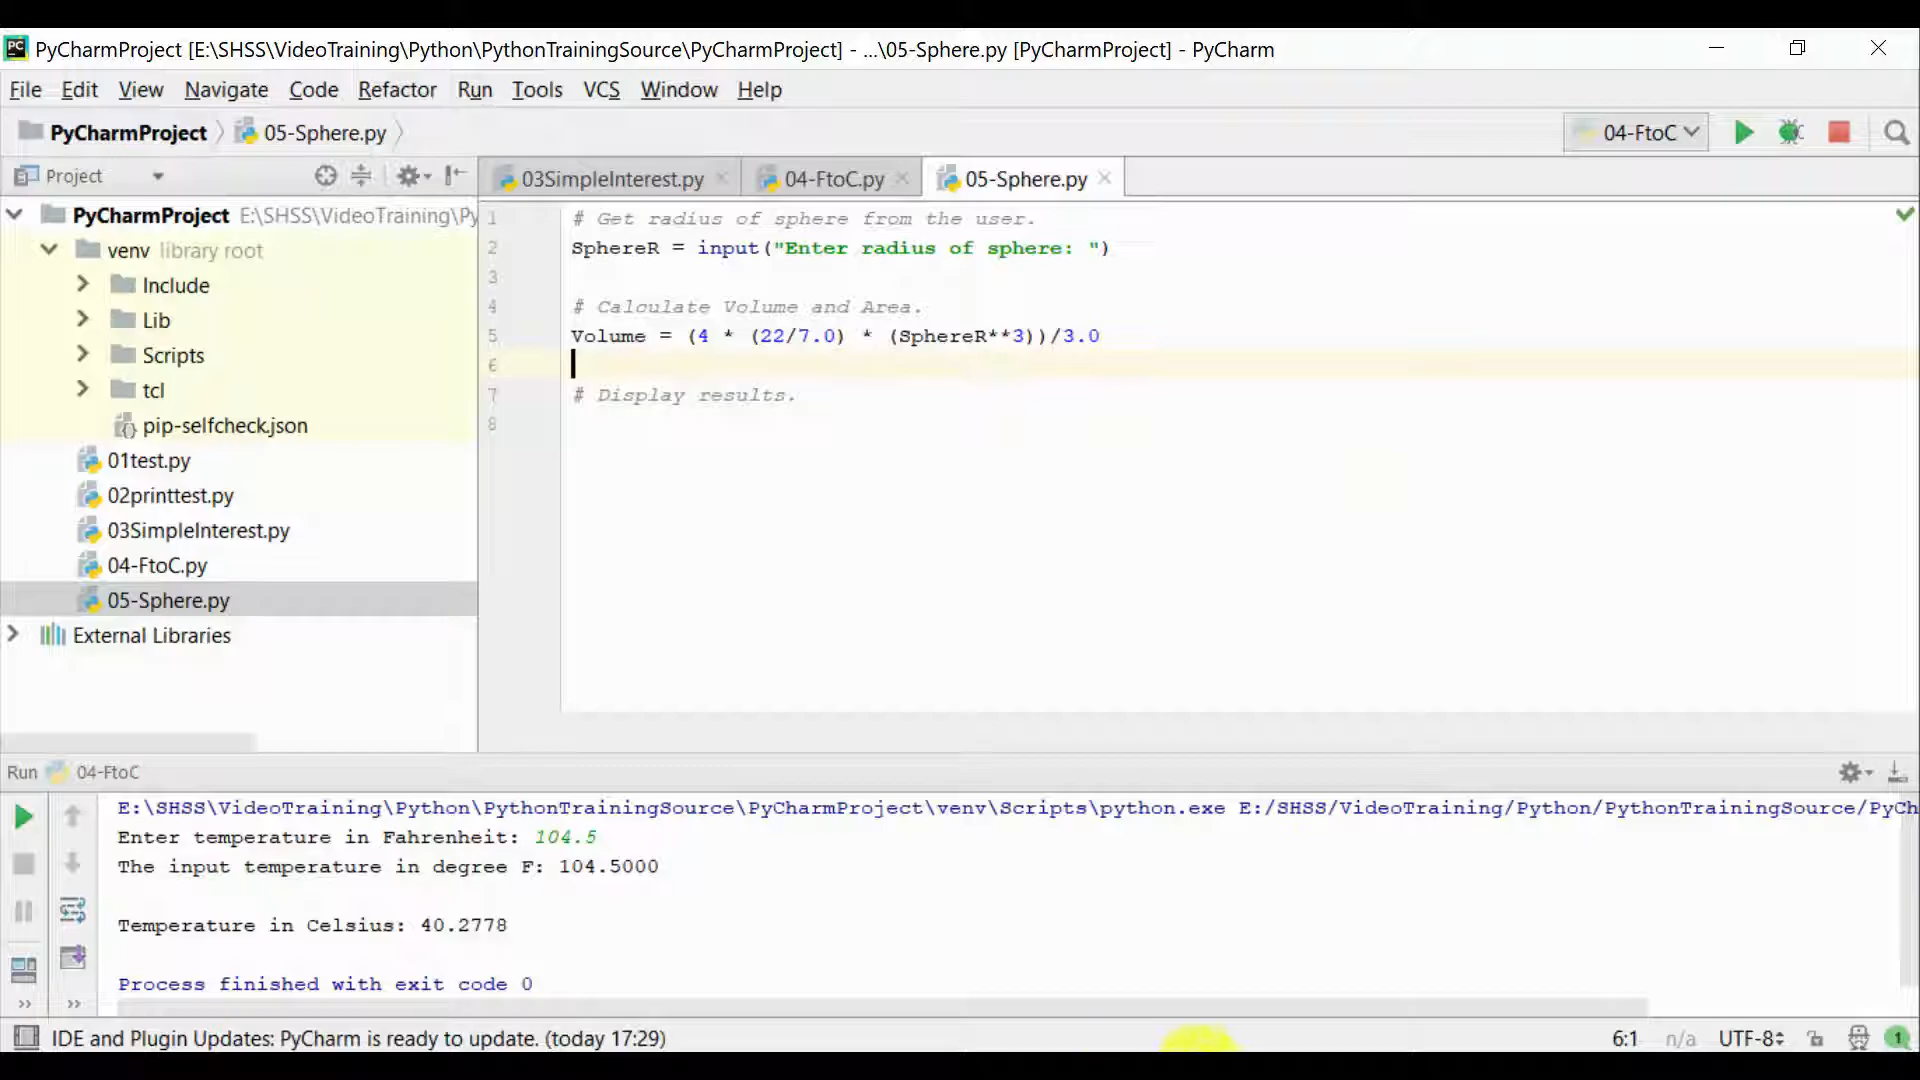 PyCharmProject [E:\SHSS\VideoTraining\Python\PythonTrainingSource\PyCharmProject] - ...\05-Sphere.py [PyCharmProject] - PyCharm
File Edit View Navigate Code Refactor Run Tools VCS Window Help
PyCharmProject 05-Sphere.py 04-FtoC
Project
03SimpleInterest.py 04-FtoC.py 05-Sphere.py
PyCharmProject E:\SHSS\VideoTraining\Py
venv library root
Include
Lib
Scripts
tcl
pip-selfcheck.json
01test.py
02printtest.py
03SimpleInterest.py
04-FtoC.py
05-Sphere.py
External Libraries
1 # Get radius of sphere from the user.
2 SphereR = input("Enter radius of sphere: ")
3
4 # Calculate Volume and Area.
5 Volume = (4 * (22/7.0) * (SphereR**3))/3.0
6
7 # Display results.
8
Run 04-FtoC
E:\SHSS\VideoTraining\Python\PythonTrainingSource\PyCharmProject\venv\Scripts\python.exe E:/SHSS/VideoTraining/Python/PythonTrainingSource/PyCh
Enter temperature in Fahrenheit: 104.5
The input temperature in degree F: 104.5000
Temperature in Celsius: 40.2778
Process finished with exit code 0
IDE and Plugin Updates: PyCharm is ready to update. (today 17:29) 6:1 n/a UTF-8 1